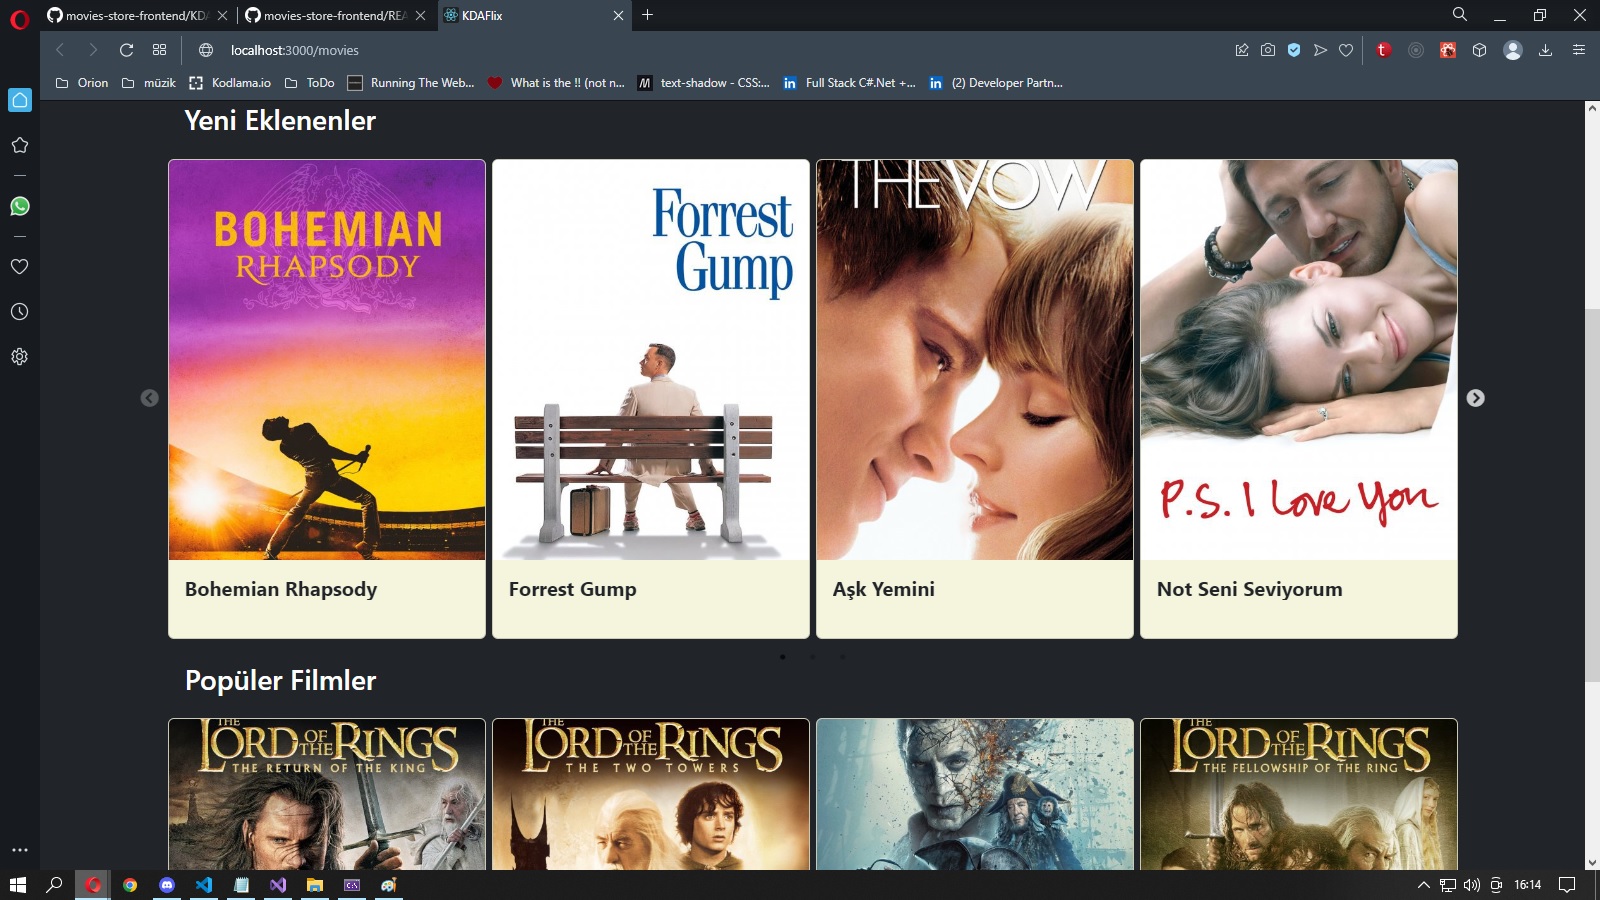 movies-store-frontend/KDA
movies-store-frontend/REA
KDAFlix
localhost:3000/movies
Orion
müzik
Kodlama.io
ToDo
Running The Web...
What is the !! (not n...
text-shadow - CSS:...
Full Stack C#.Net +...
(2) Developer Partn...
Yeni Eklenenler
BOHEMIAN
RHAPSODY
Forrest
Gump
THE VOW
P.S. I Love You
Bohemian Rhapsody
Forrest Gump
Aşk Yemini
Not Seni Seviyorum
Popüler Filmler
THE
LORD OF THE RINGS
THE RETURN OF THE KING
THE
LORD OF THE RINGS
THE TWO TOWERS
THE
LORD OF THE RINGS
THE FELLOWSHIP OF THE RING
16:14